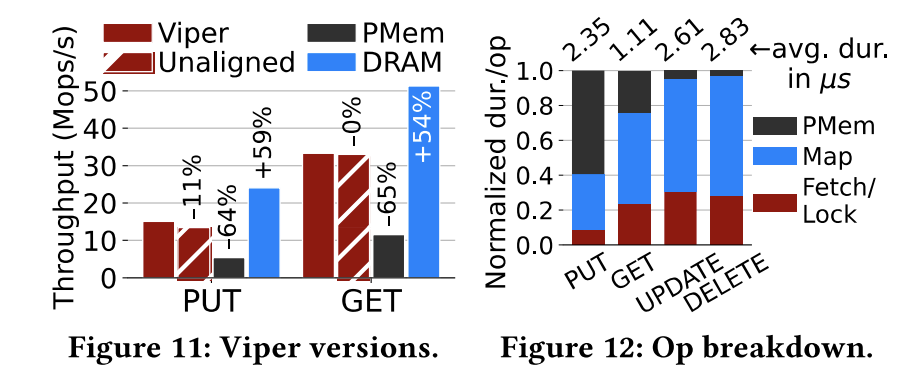 Throughput (Mops/s)
Viper
Unaligned
PMem
DRAM
50
40
30
20
10
0
–11%
–64%
+59%
–0%
–65%
+54%
PUT
GET
Figure 11: Viper versions.
2.35
1.11
2.61
2.83
←avg. dur.
in μs
Normalized dur./op
1.0
0.8
0.6
0.4
0.2
0.0
PMem
Map
Fetch/
Lock
PUT
GET
UPDATE
DELETE
Figure 12: Op breakdown.